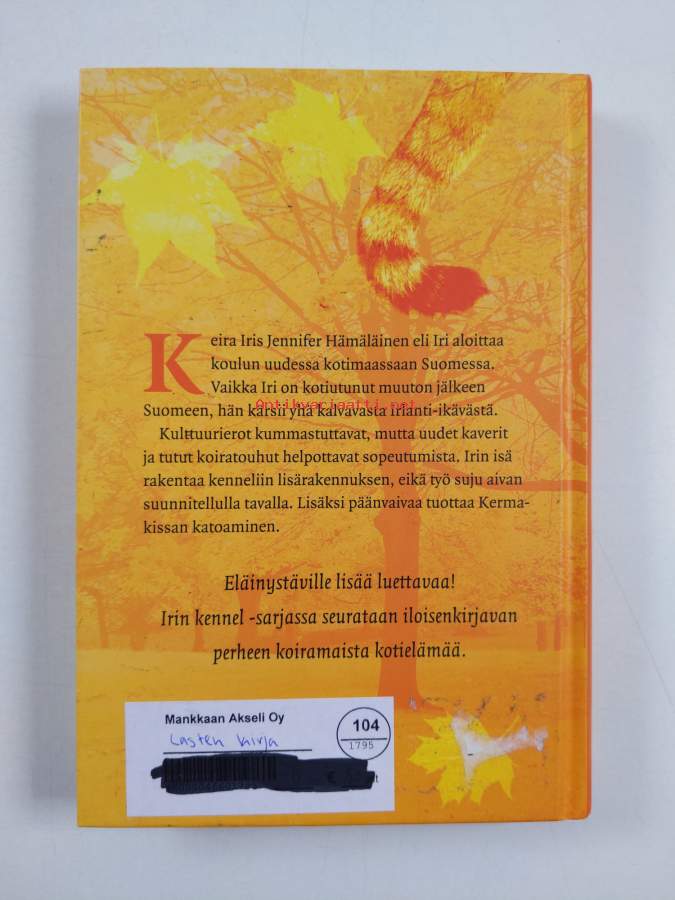 Keira Iris Jennifer Hämäläinen eli Iri aloittaa
koulun uudessa kotimaassaan Suomessa.
Vaikka Iri on kotiutunut muuton jälkeen
Suomeen, hän kärsii yhä kalvavasta irlanti-ikävästä.
Antikvariaatti.net
Kulttuurierot kummastuttavat, mutta uudet kaverit
ja tutut koiratouhut helpottavat sopeutumista. Irin isä
rakentaa kenneliin lisärakennuksen, eikä työ suju aivan
suunnitellulla tavalla. Lisäksi päänvaivaa tuottaa Kerma-
kissan katoaminen.
Eläinystäville lisää luettavaa!
Irin kennel -sarjassa seurataan iloisenkirjavan
perheen koiramaista kotielämää.
Mankkaan Akseli Oy
Lasten kirja
104
1795